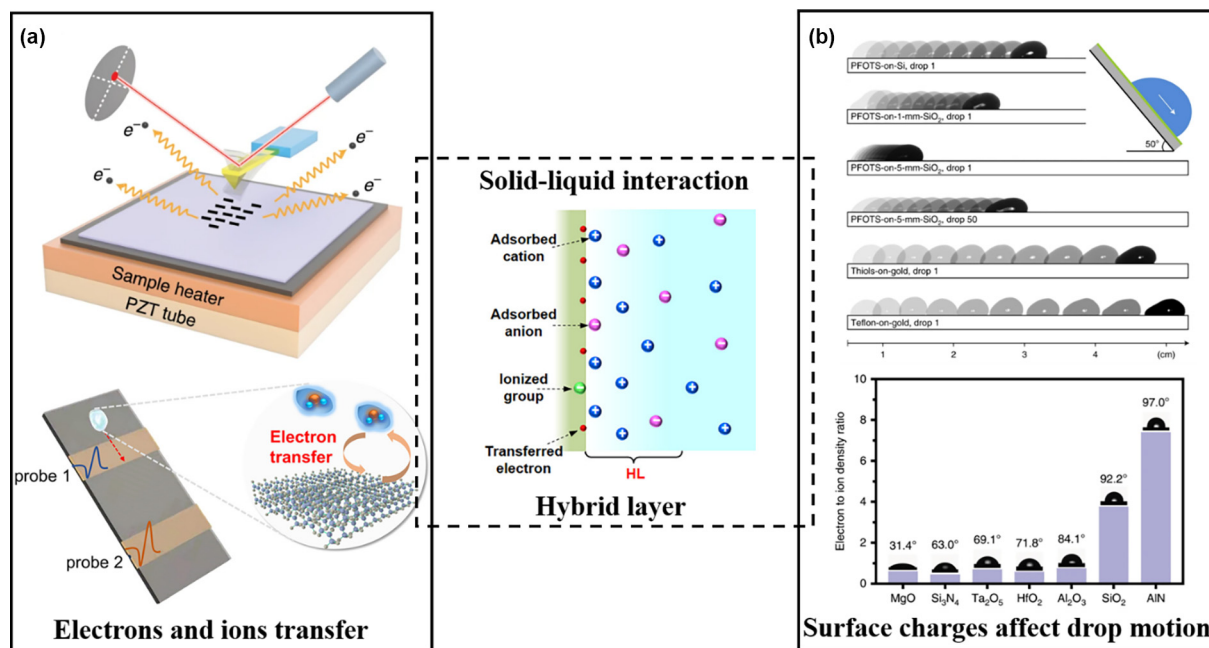 (a)
e⁻
e⁻
e⁻
e⁻
Sample heater
PZT tube
probe 1
probe 2
Electron
transfer
Electrons and ions transfer
Solid-liquid interaction
Adsorbed
cation
Adsorbed
anion
Ionized
group
Transferred
electron
HL
Hybrid layer
(b)
PFOTS-on-Si, drop 1
PFOTS-on-1-mm-SiO₂, drop 1
PFOTS-on-5-mm-SiO₂, drop 1
PFOTS-on-5-mm-SiO₂, drop 50
Thiols-on-gold, drop 1
Teflon-on-gold, drop 1
50°
1 2 3 4 (cm)
Electron to ion density ratio
10
8
6
4
2
0
31.4° 63.0° 69.1° 71.8° 84.1° 92.2° 97.0°
MgO Si₃N₄ Ta₂O₅ HfO₂ Al₂O₃ SiO₂ AlN
Surface charges affect drop motion